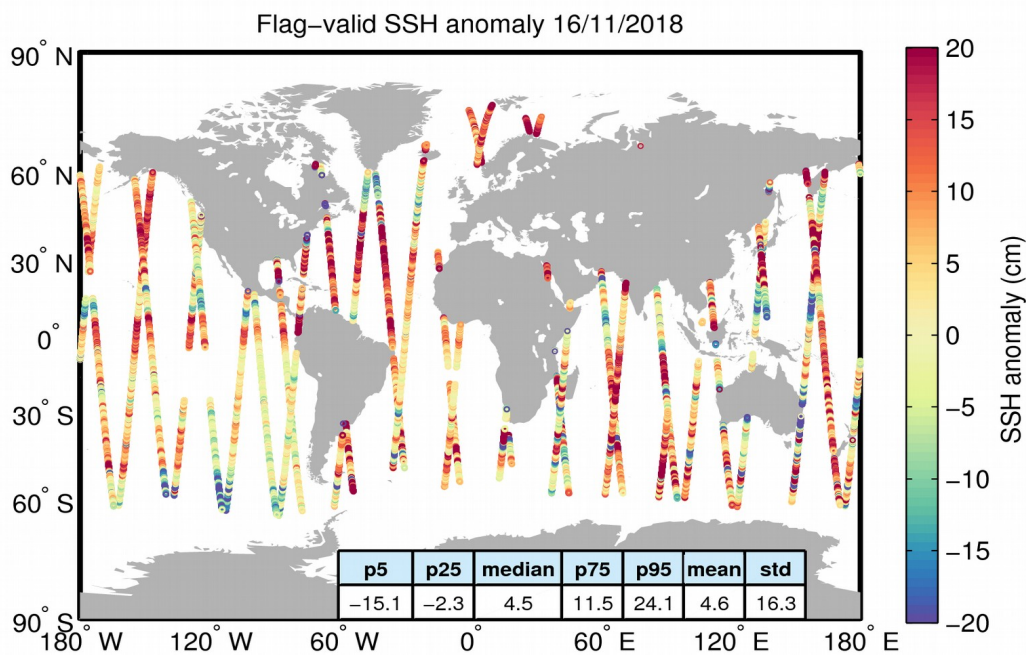 Flag−valid SSH anomaly 16/11/2018
90° N
60° N
30° N
0°
30° S
60° S
90° S
180° W
120° W
60° W
0°
60° E
120° E
180° E
p5 p25 median p75 p95 mean std
−15.1 −2.3 4.5 11.5 24.1 4.6 16.3
20
15
10
5
0
−5
−10
−15
−20
SSH anomaly (cm)